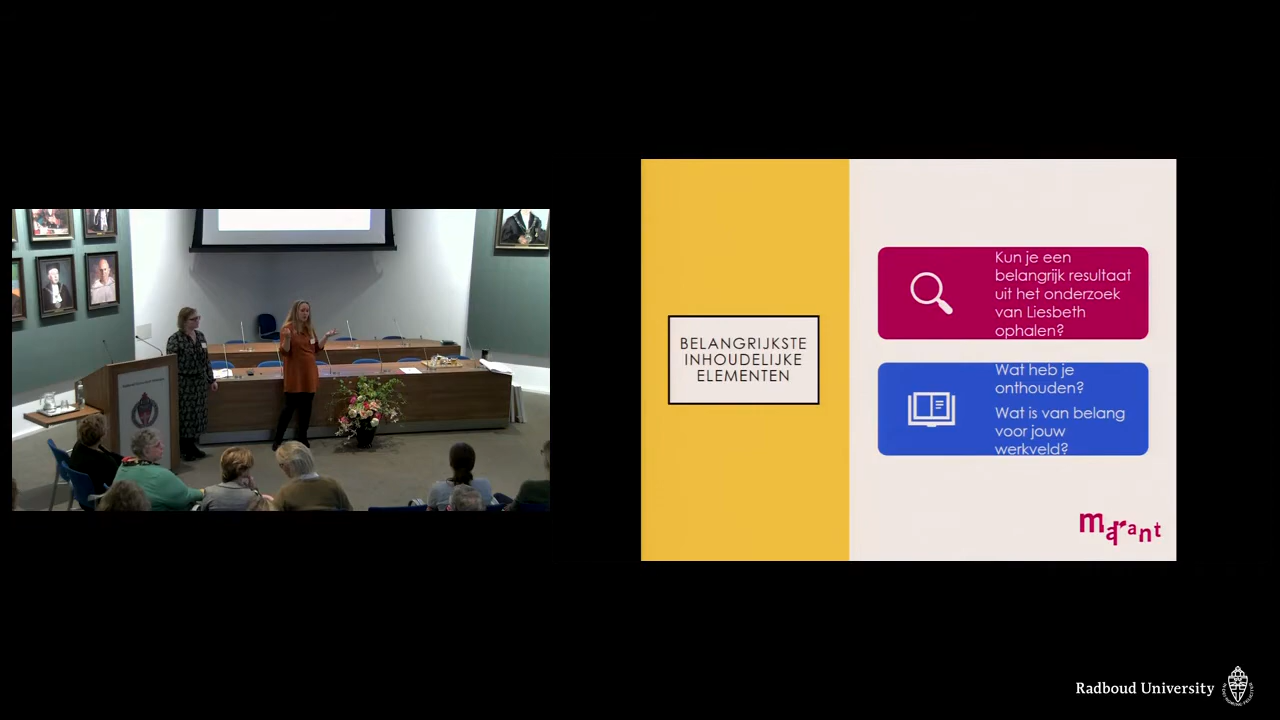 BELANGRIJKSTE
INHOUDELIJKE
ELEMENTEN
Kun je een
belangrijk resultaat
uit het onderzoek
van Liesbeth
ophalen?
Wat heb je
onthouden?
Wat is van belang
voor jouw
werkveld?
marant
Radboud University